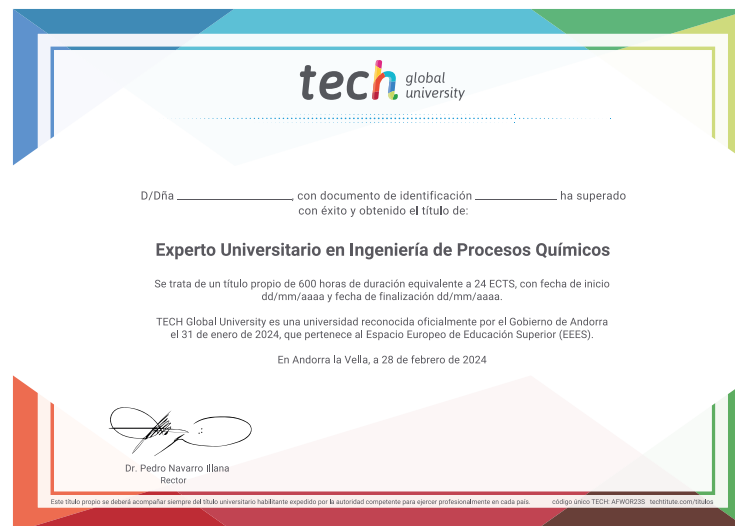 tech global university
D/Dña ______________, con documento de identificación __________ ha superado
con éxito y obtenido el título de:
Experto Universitario en Ingeniería de Procesos Químicos
Se trata de un título propio de 600 horas de duración equivalente a 24 ECTS, con fecha de inicio
dd/mm/aaaa y fecha de finalización dd/mm/aaaa.
TECH Global University es una universidad reconocida oficialmente por el Gobierno de Andorra
el 31 de enero de 2024, que pertenece al Espacio Europeo de Educación Superior (EEES).
En Andorra la Vella, a 28 de febrero de 2024
Dr. Pedro Navarro Illana
Rector
Este título propio se deberá acompañar siempre del título universitario habilitante expedido por la autoridad competente para ejercer profesionalmente en cada país. código único TECH: AFWOR23S techtitute.com/titulos